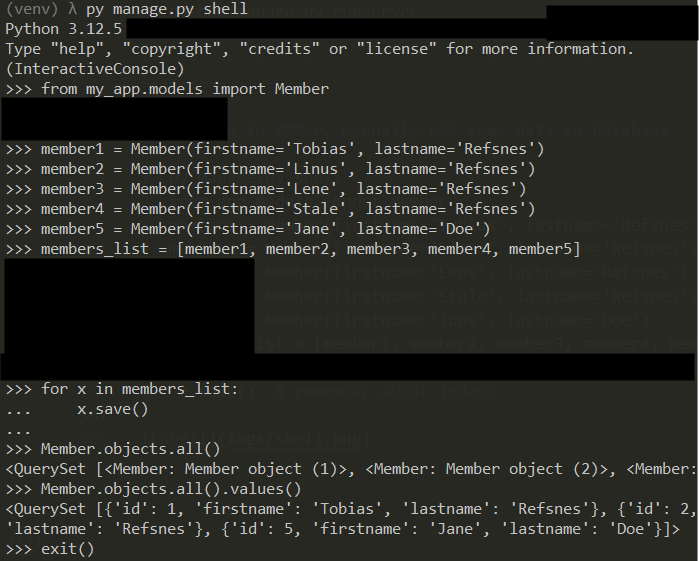 (venv) λ py manage.py shell
Python 3.12.5
Type "help", "copyright", "credits" or "license" for more information.
(InteractiveConsole)
>>> from my_app.models import Member
>>> member1 = Member(firstname='Tobias', lastname='Refsnes')
>>> member2 = Member(firstname='Linus', lastname='Refsnes')
>>> member3 = Member(firstname='Lene', lastname='Refsnes')
>>> member4 = Member(firstname='Stale', lastname='Refsnes')
>>> member5 = Member(firstname='Jane', lastname='Doe')
>>> members_list = [member1, member2, member3, member4, member5]
>>> for x in members_list:
...     x.save()
...
>>> Member.objects.all()
<QuerySet [<Member: Member object (1)>, <Member: Member object (2)>, <Member:
>>> Member.objects.all().values()
<QuerySet [{'id': 1, 'firstname': 'Tobias', 'lastname': 'Refsnes'}, {'id': 2,
'lastname': 'Refsnes'}, {'id': 5, 'firstname': 'Jane', 'lastname': 'Doe'}]>
>>> exit()